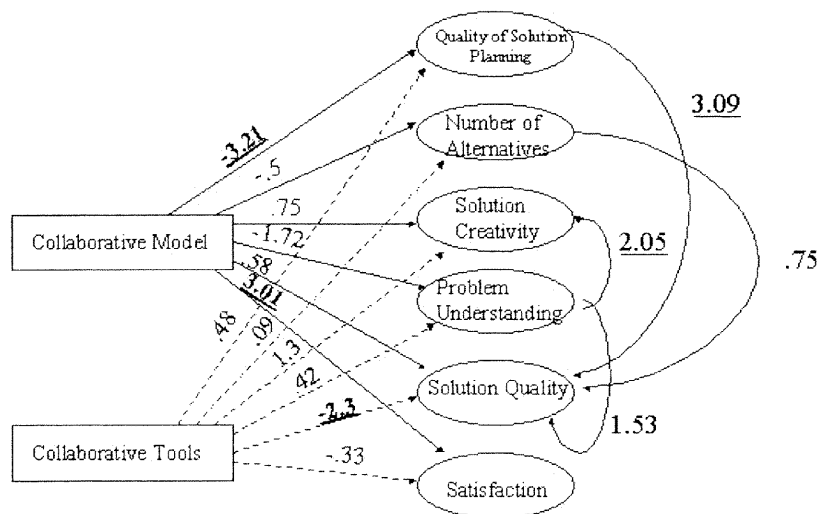 Quality of Solution
Planning
3.09
Number of
Alternatives
-3.21
-.5
.75
Solution
Creativity
Collaborative Model
-1.72
2.05
.75
.58
Problem
Understanding
3.01
.48
.09
1.3
.42
Solution Quality
-2.3
1.53
Collaborative Tools
-.33
Satisfaction